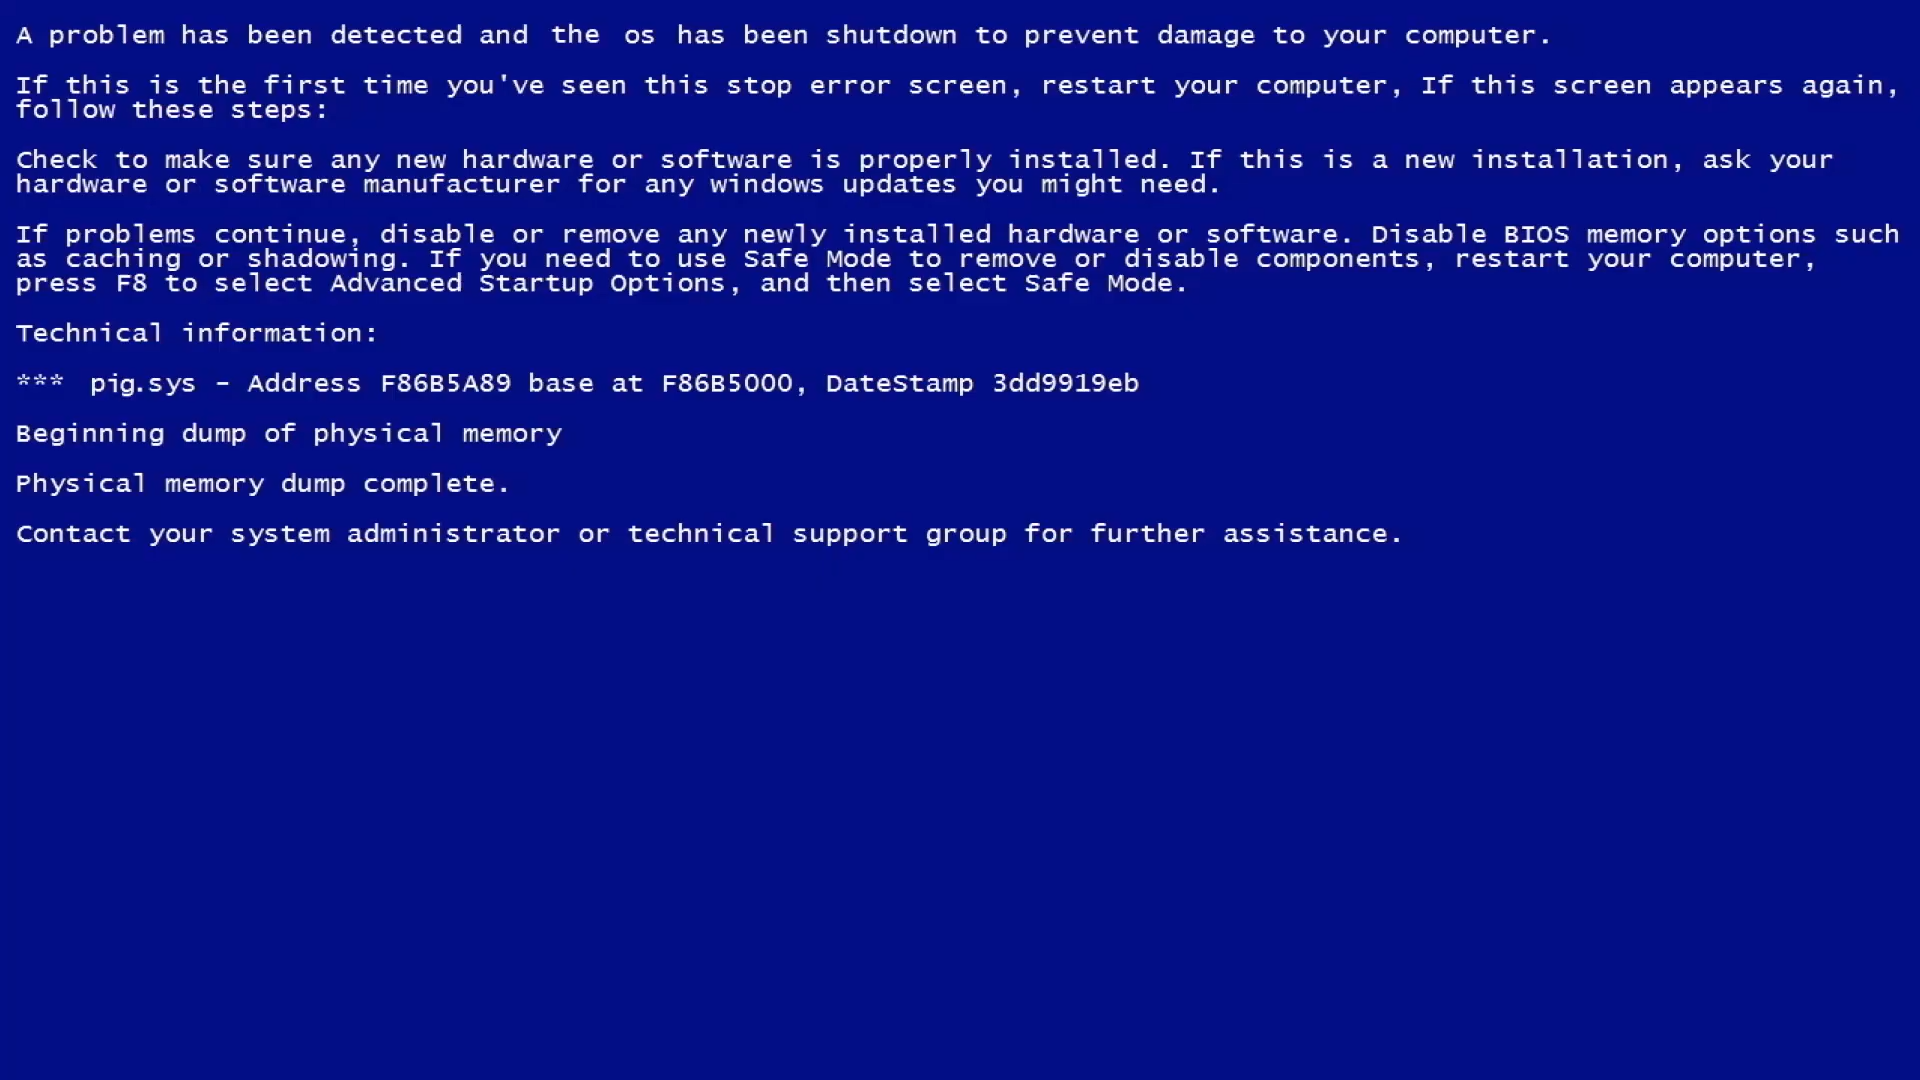 A problem has been detected and the os has been shutdown to prevent damage to your computer.
If this is the first time you've seen this stop error screen, restart your computer, If this screen appears again,
follow these steps:
Check to make sure any new hardware or software is properly installed. If this is a new installation, ask your
hardware or software manufacturer for any windows updates you might need.
If problems continue, disable or remove any newly installed hardware or software. Disable BIOS memory options such
as caching or shadowing. If you need to use Safe Mode to remove or disable components, restart your computer,
press F8 to select Advanced Startup Options, and then select Safe Mode.
Technical information:
*** pig.sys – Address F86B5A89 base at F86B5000, DateStamp 3dd9919eb
Beginning dump of physical memory
Physical memory dump complete.
Contact your system administrator or technical support group for further assistance.